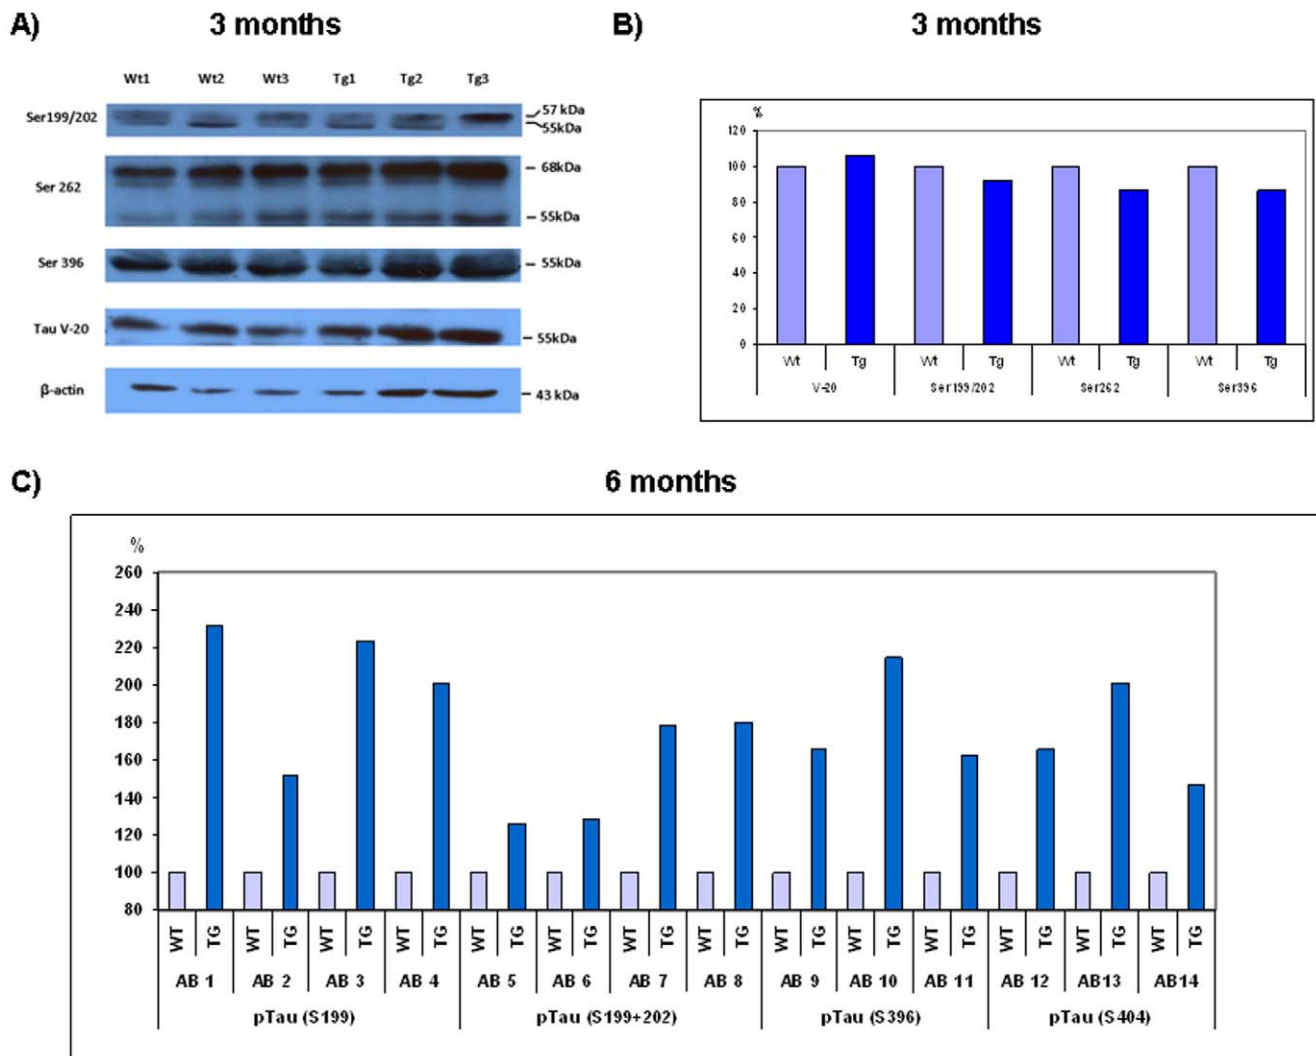 A) 3 months
Wt1 Wt2 Wt3 Tg1 Tg2 Tg3
Ser199/202 57 kDa
55kDa
Ser 262 68kDa
55kDa
Ser 396 55kDa
Tau V-20 55kDa
β-actin 43 kDa
B) 3 months
%
120
100
80
60
40
20
0
Wt Tg Wt Tg Wt Tg Wt Tg
V-20 Ser199/202 Ser262 Ser396
C) 6 months
%
260
240
220
200
180
160
140
120
100
80
WT TG WT TG WT TG WT TG WT TG WT TG WT TG WT TG WT TG WT TG WT TG WT TG WT TG WT TG
AB 1 AB 2 AB 3 AB 4 AB 5 AB 6 AB 7 AB 8 AB 9 AB 10 AB 11 AB 12 AB13 AB14
pTau (S199) pTau (S199+202) pTau (S396) pTau (S404)